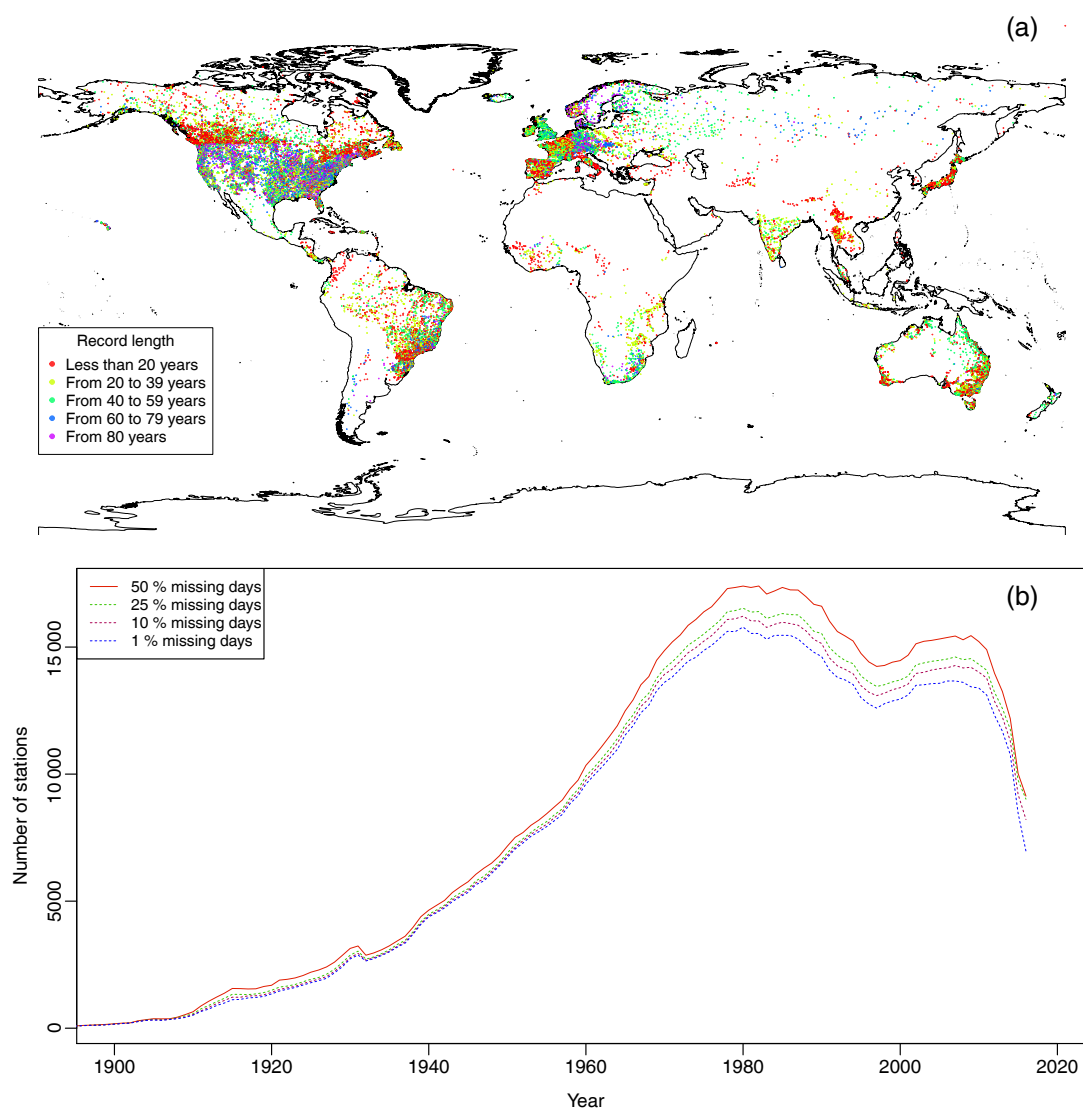 (a)
Record length
Less than 20 years
From 20 to 39 years
From 40 to 59 years
From 60 to 79 years
From 80 years
(b)
50 % missing days
25 % missing days
10 % missing days
1 % missing days
Number of stations
15 000
10 000
5000
0
1900 1920 1940 1960 1980 2000 2020
Year